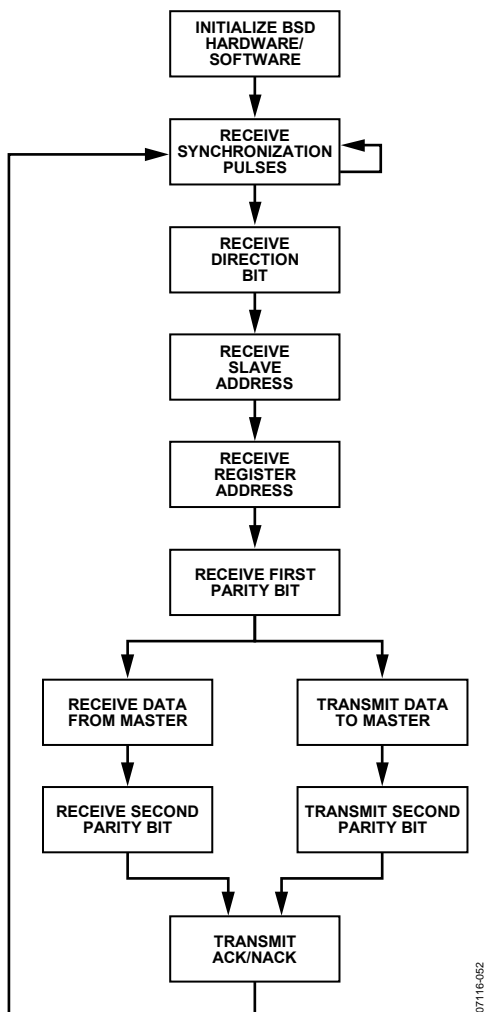 INITIALIZE BSD
HARDWARE/
SOFTWARE
RECEIVE
SYNCHRONIZATION
PULSES
RECEIVE
DIRECTION
BIT
RECEIVE
SLAVE
ADDRESS
RECEIVE
REGISTER
ADDRESS
RECEIVE FIRST
PARITY BIT
RECEIVE DATA
FROM MASTER
TRANSMIT DATA
TO MASTER
RECEIVE SECOND
PARITY BIT
TRANSMIT SECOND
PARITY BIT
TRANSMIT
ACK/NACK
07116-052